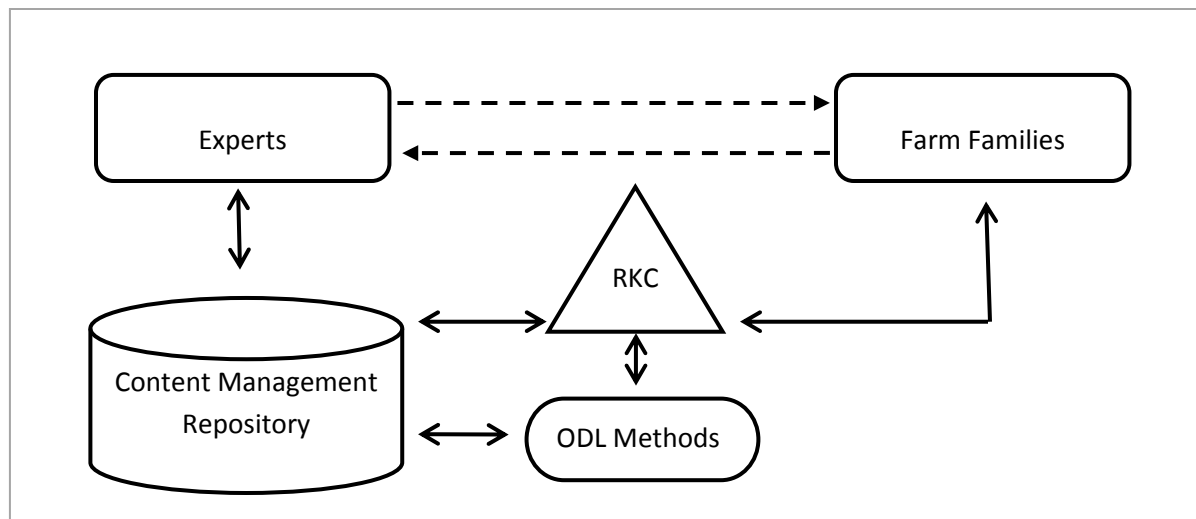 Experts
Farm Families
RKC
Content Management
Repository
ODL Methods